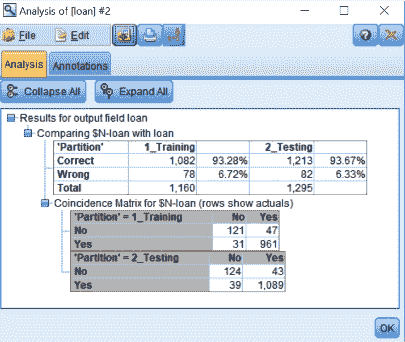 Analysis of [loan] #2
File Edit
Analysis Annotations
Collapse All Expand All
Results for output field loan
Comparing $N-loan with loan
'Partition' 1_Training 2_Testing
Correct 1,082 93.28% 1,213 93.67%
Wrong 78 6.72% 82 6.33%
Total 1,160 1,295
Coincidence Matrix for $N-loan (rows show actuals)
'Partition' = 1_Training No Yes
No 121 47
Yes 31 961
'Partition' = 2_Testing No Yes
No 124 43
Yes 39 1,089
OK